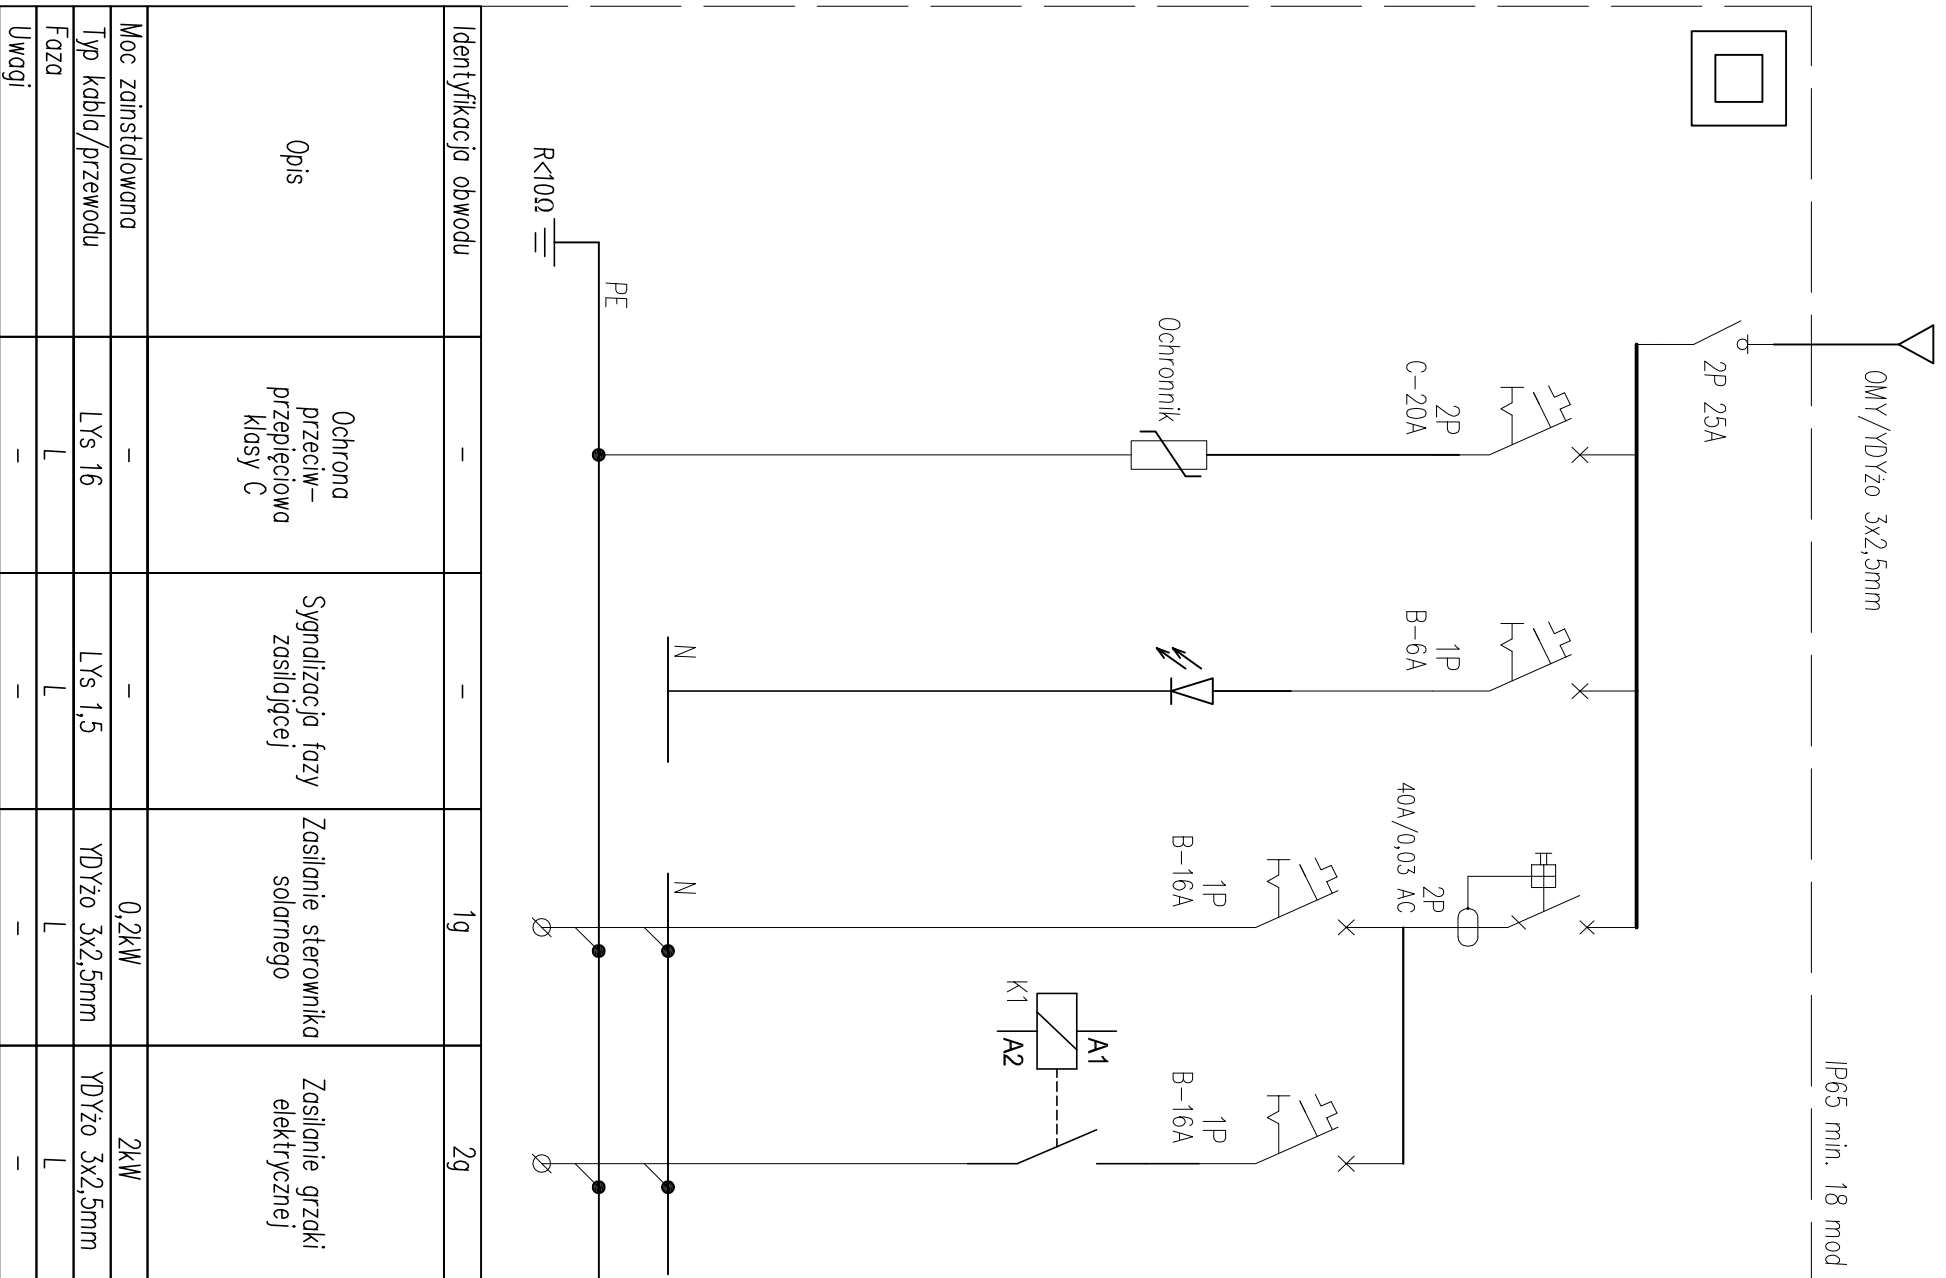 OMY/YDYżo 3x2,5mm
IP65 min. 18 mod
2P 25A
2P
C-20A
1P
B-6A
2P
40A/0,03 AC
1P
B-16A
1P
B-16A
Ochronnik
K1
A1
A2
N
N
PE
R<10Ω
Identyfikacja obwodu
-
-
1g
2g
Opis
Ochrona
przeciw-
przepięciowa
klasy C
Sygnalizacja fazy
zasilającej
Zasilanie sterownika
solarnego
Zasilanie grzałki
elektrycznej
Moc zainstalowana
-
-
0,2kW
2kW
Typ kabla/przewodu
LYs 16
LYs 1,5
YDYżo 3x2,5mm
YDYżo 3x2,5mm
Faza
L
L
L
L
Uwagi
-
-
-
-